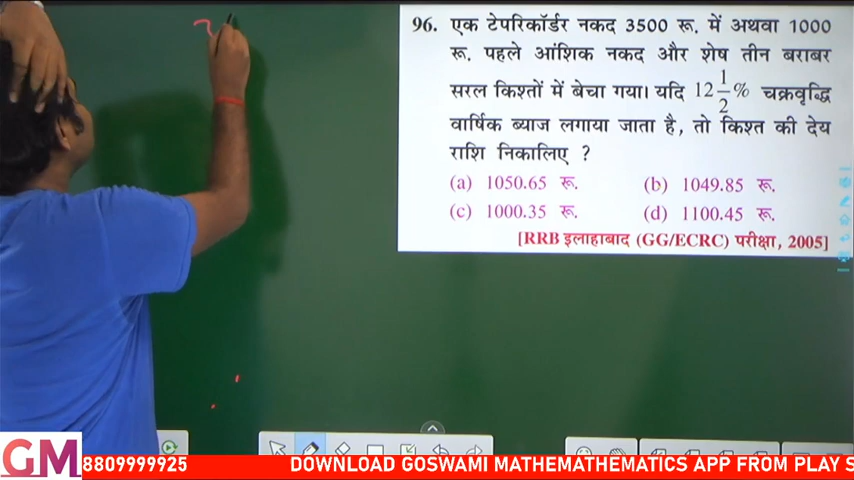 96. एक टेपरिकॉर्डर नकद 3500 रू. में अथवा 1000
रू. पहले आंशिक नकद और शेष तीन बराबर
सरल किश्तों में बेचा गया। यदि 12 1/2 % चक्रवृद्धि
वार्षिक ब्याज लगाया जाता है, तो किश्त की देय
राशि निकालिए ?
(a) 1050.65 रू. (b) 1049.85 रू.
(c) 1000.35 रू. (d) 1100.45 रू.
[RRB इलाहाबाद (GG/ECRC) परीक्षा, 2005]
GM 8809999925 DOWNLOAD GOSWAMI MATHEMATHEMATICS APP FROM PLAY S